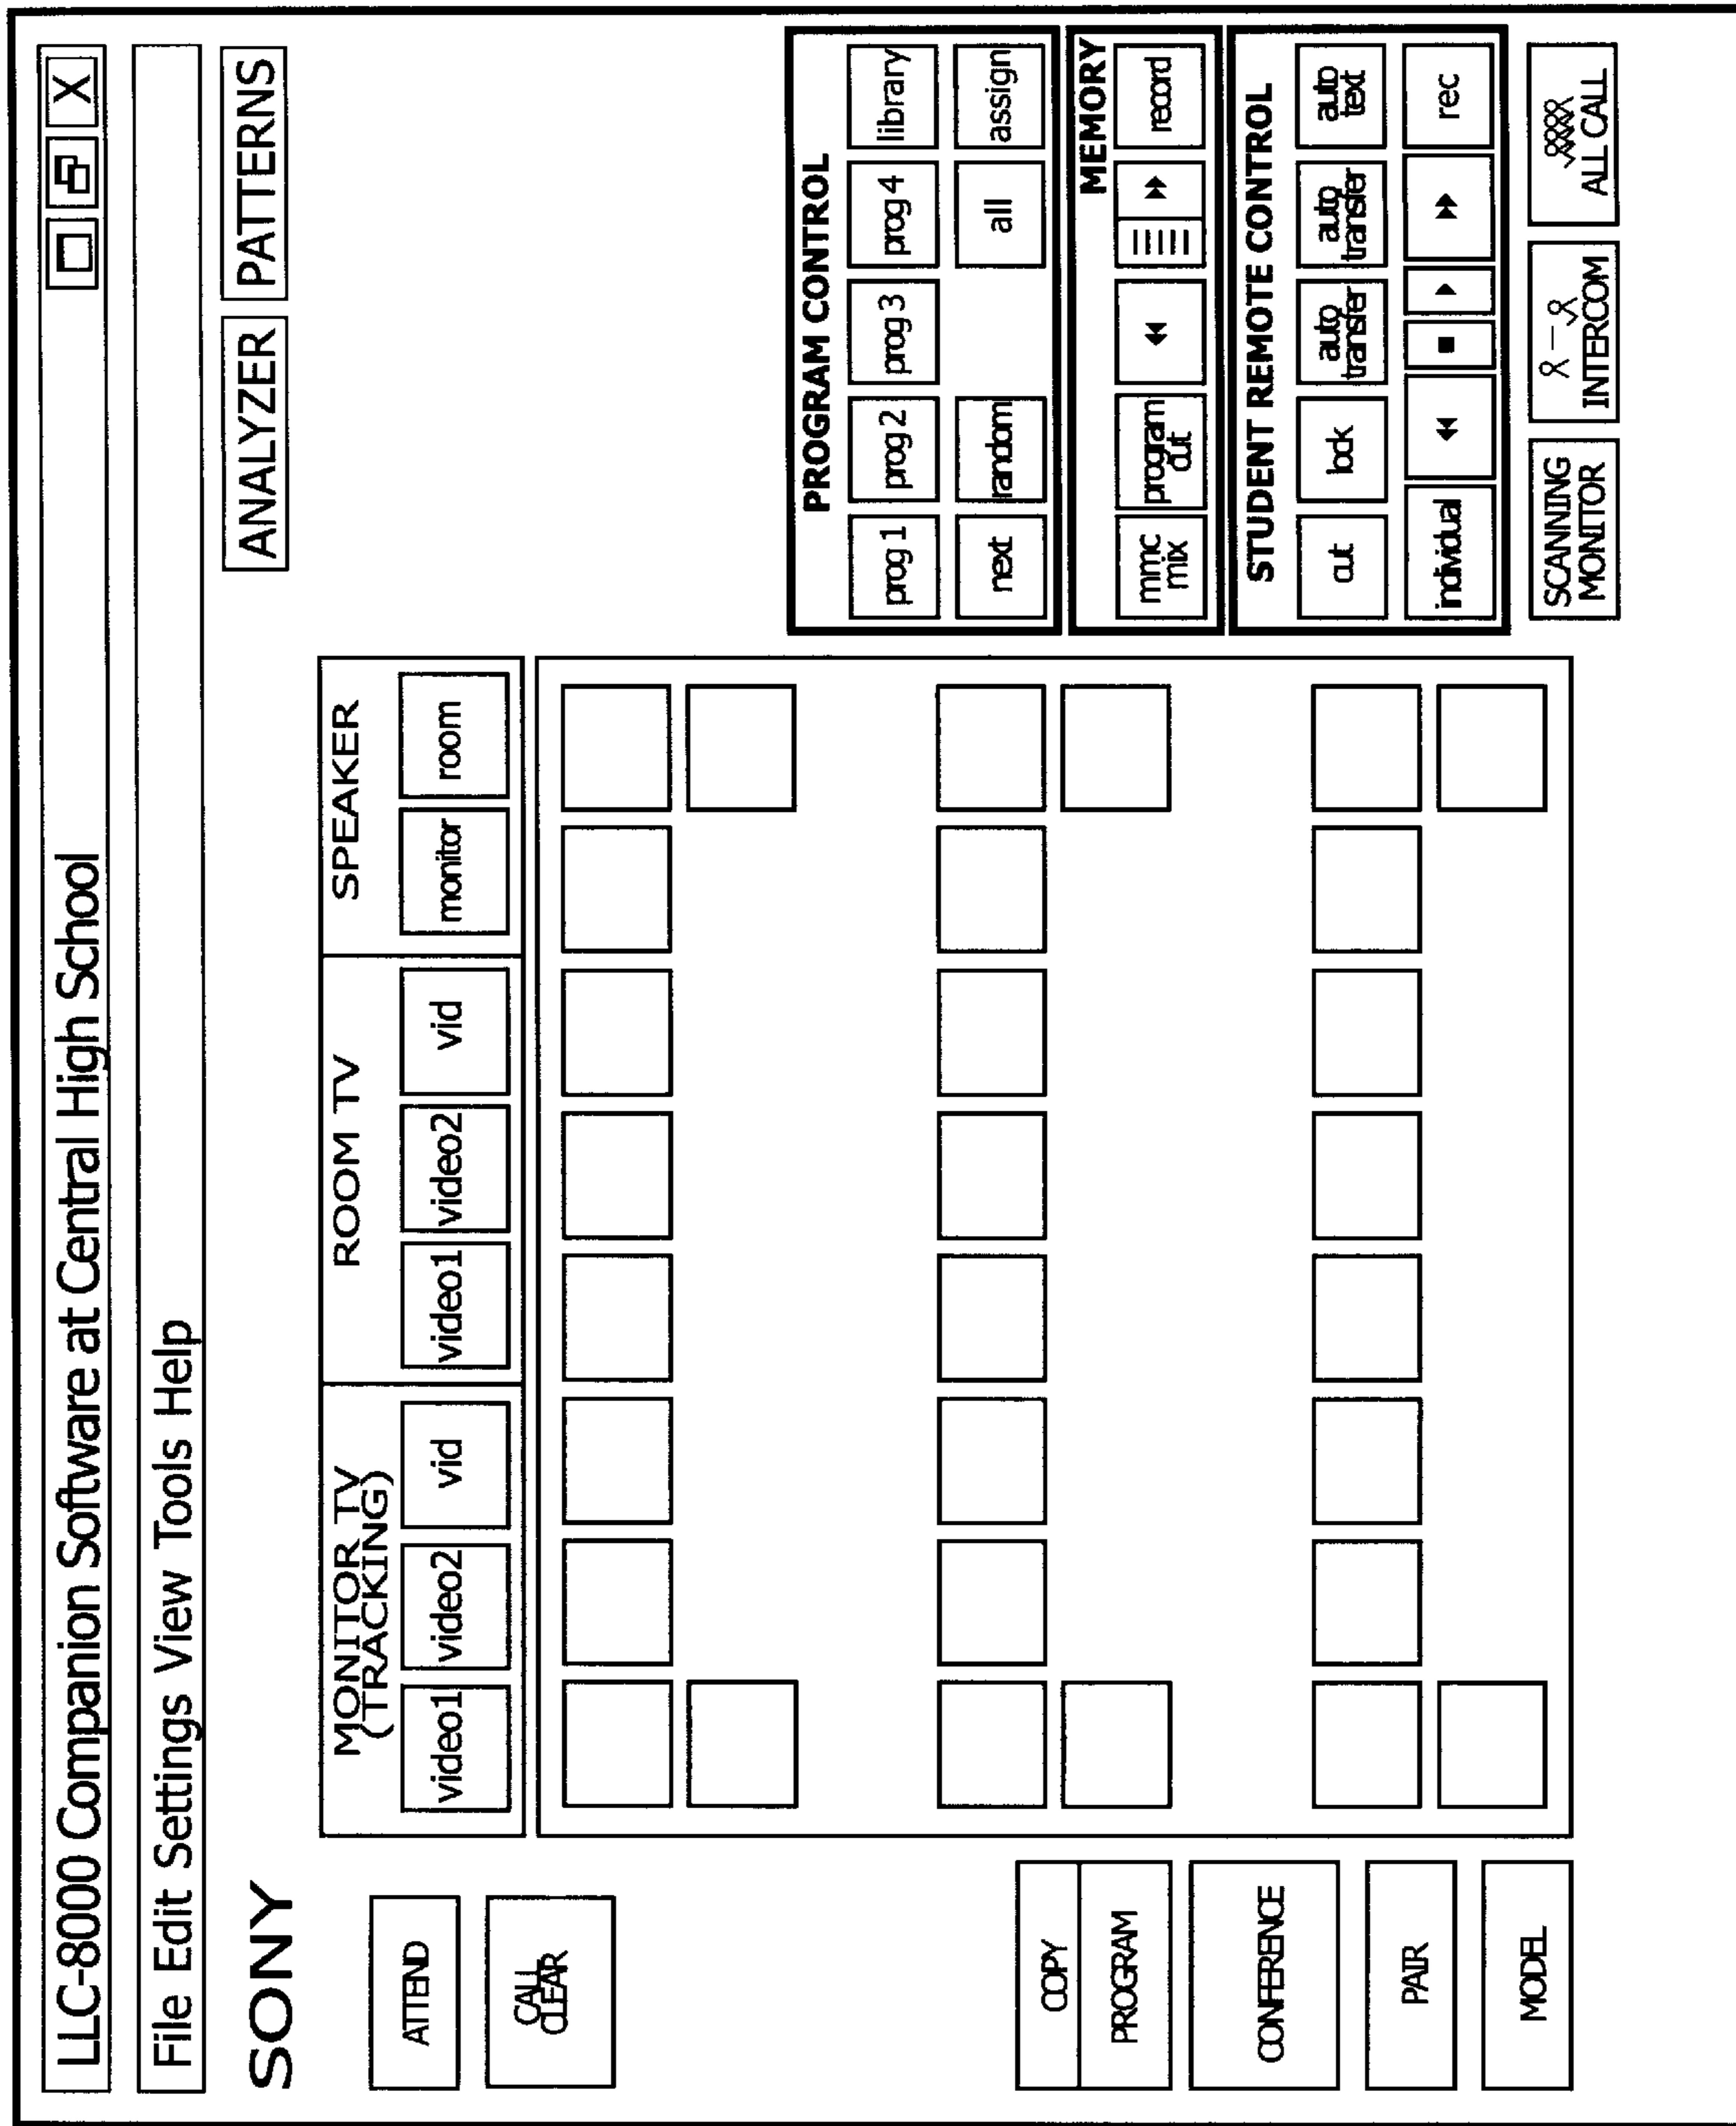 LLC-8000 Companion Software at Central High School
X
File Edit Settings View Tools Help
SONY
ANALYZER
PATTERNS
ATTEND
CALL
CLEAR
COPY
PROGRAM
CONFERENCE
PAIR
MODEL
MONITOR TV
(TRACKING)
video1
video2
vid
ROOM TV
video1
video2
vid
SPEAKER
monitor
room
PROGRAM CONTROL
prog 1
prog 2
prog 3
prog 4
library
next
random
all
assign
MEMORY
mmc
mix
program
out
record
STUDENT REMOTE CONTROL
cut
lock
auto
transfer
auto
transfer
auto
text
individual
rec
SCANNING
MONITOR
INTERCOM
ALL CALL